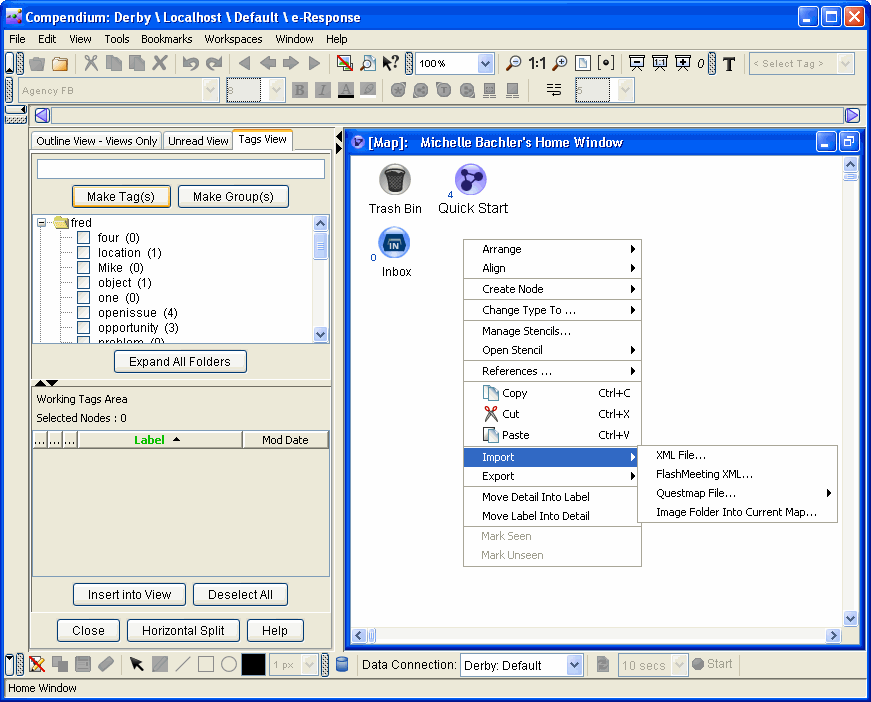 Compendium: Derby \ Localhost \ Default \ e-Response
File Edit View Tools Bookmarks Workspaces Window Help
100% 1:1 0 T < Select Tag >
Agency FB 8 B I A T 5
Outline View - Views Only Unread View Tags View
Make Tag(s) Make Group(s)
fred
four (0)
location (1)
Mike (0)
object (1)
one (0)
openissue (4)
opportunity (3)
problem (0)
Expand All Folders
Working Tags Area
Selected Nodes : 0
... ... ... Label Mod Date
Insert into View Deselect All
Close Horizontal Split Help
[Map]: Michelle Bachler's Home Window
Trash Bin
4
Quick Start
IN
0
Inbox
Arrange
Align
Create Node
Change Type To ...
Manage Stencils...
Open Stencil
References ...
Copy Ctrl+C
Cut Ctrl+X
Paste Ctrl+V
Import
Export
Move Detail Into Label
Move Label Into Detail
Mark Seen
Mark Unseen
XML File...
FlashMeeting XML...
Questmap File...
Image Folder Into Current Map...
1 px Data Connection: Derby: Default 10 secs Start
Home Window